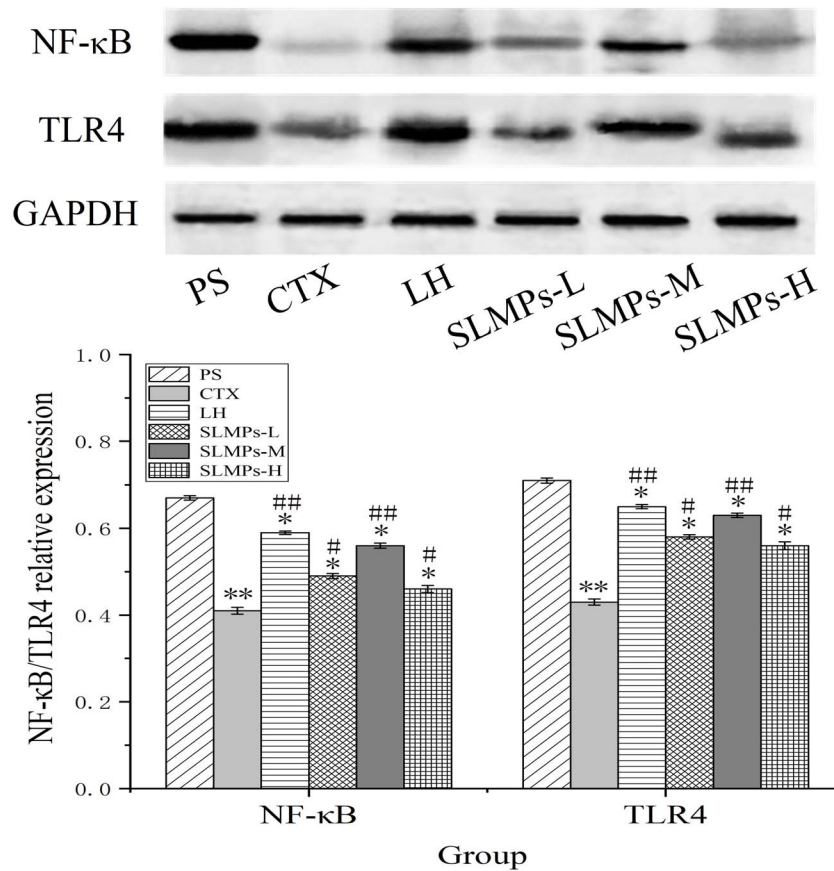 NF-κB
TLR4
GAPDH
PS CTX LH SLMPs-L SLMPs-M SLMPs-H
NF-κB/TLR4 relative expression
1.0
0.8
0.6
0.4
0.2
0.0
PS
CTX
LH
SLMPs-L
SLMPs-M
SLMPs-H
**
##
*
#
*
##
*
#
*
**
##
*
#
*
##
*
#
*
NF-κB TLR4
Group